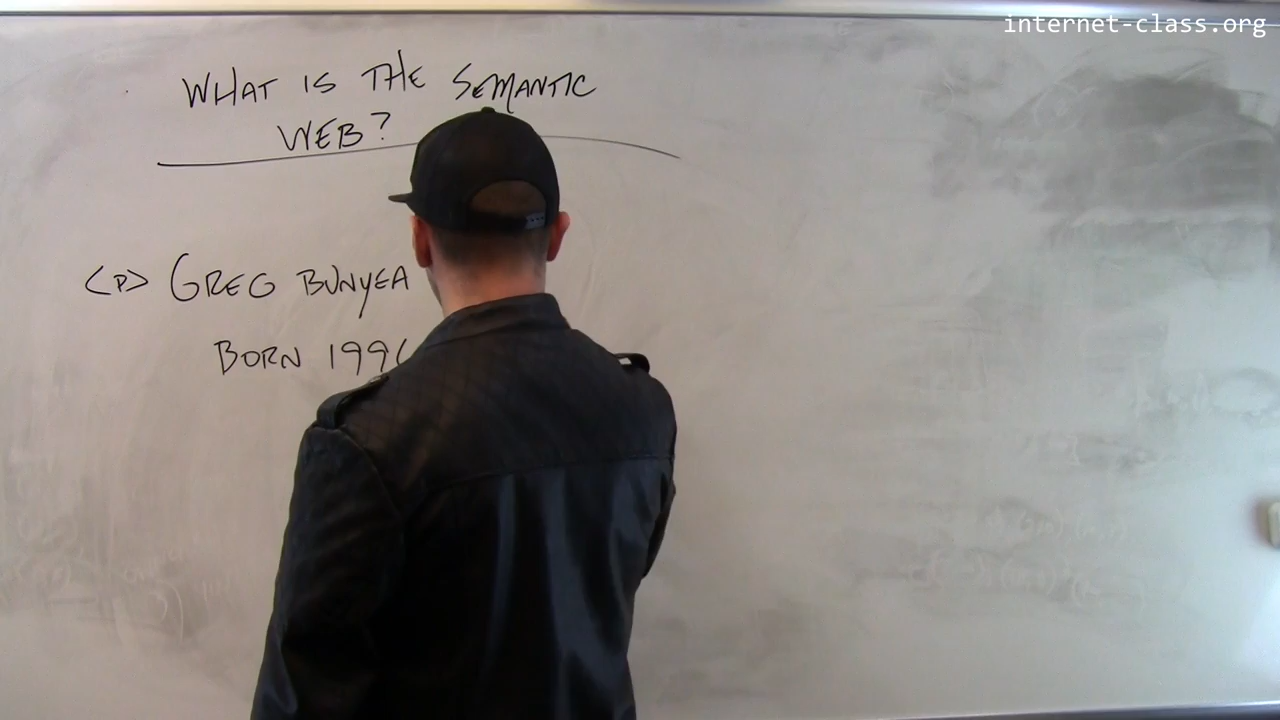 internet-class.org
WHAT IS THE SEMANTIC
WEB?
<P> GREG BUNYEA
BORN 199